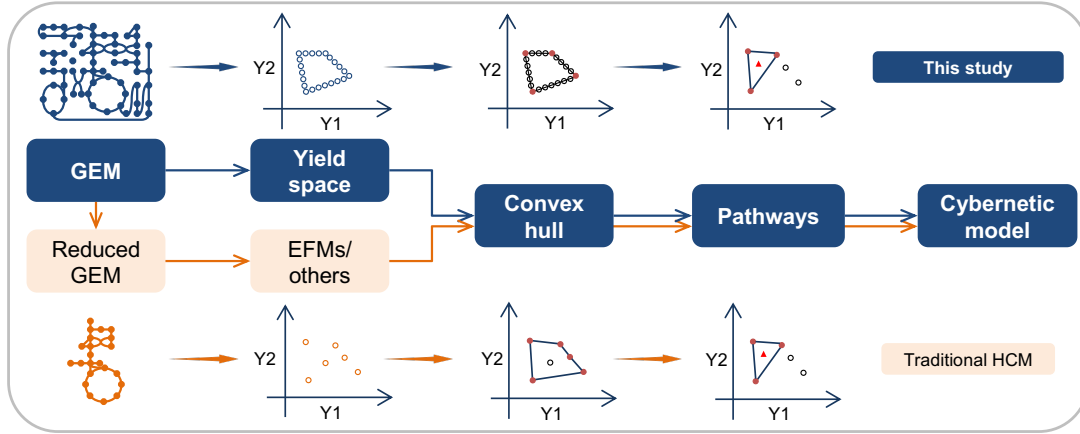 Y2
Y1
Y2
Y1
Y2
Y1
This study
GEM
Yield
space
Convex
hull
Pathways
Cybernetic
model
Reduced
GEM
EFMs/
others
Y2
Y1
Y2
Y1
Y2
Y1
Traditional HCM